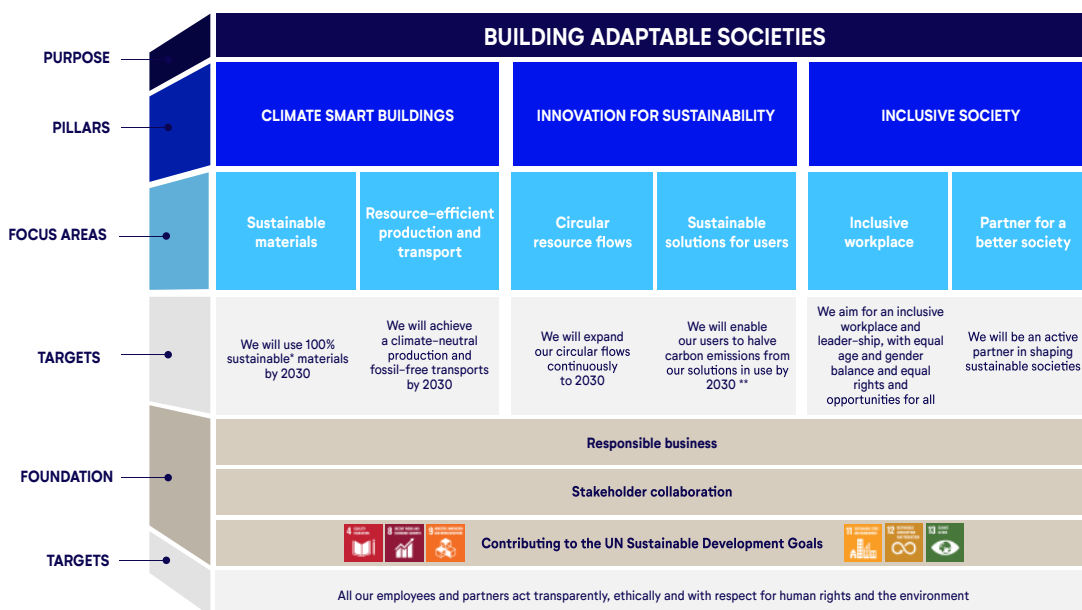 BUILDING ADAPTABLE SOCIETIES
PURPOSE
PILLARS
CLIMATE SMART BUILDINGS
INNOVATION FOR SUSTAINABILITY
INCLUSIVE SOCIETY
FOCUS AREAS
Sustainable
materials
Resource-efficient
production and
transport
Circular
resource flows
Sustainable
solutions for users
Inclusive
workplace
Partner for a
better society
TARGETS
We will use 100%
sustainable* materials
by 2030
We will achieve
a climate-neutral
production and
fossil-free transports
by 2030
We will expand
our circular flows
continuously
to 2030
We will enable
our users to halve
carbon emissions from
our solutions in use by
2030 **
We aim for an inclusive
workplace and
leader-ship, with equal
age and gender
balance and equal
rights and
opportunities for all
We will be an active
partner in shaping
sustainable societies
FOUNDATION
Responsible business
Stakeholder collaboration
4
8
9
Contributing to the UN Sustainable Development Goals
11
12
13
TARGETS
All our employees and partners act transparently, ethically and with respect for human rights and the environment